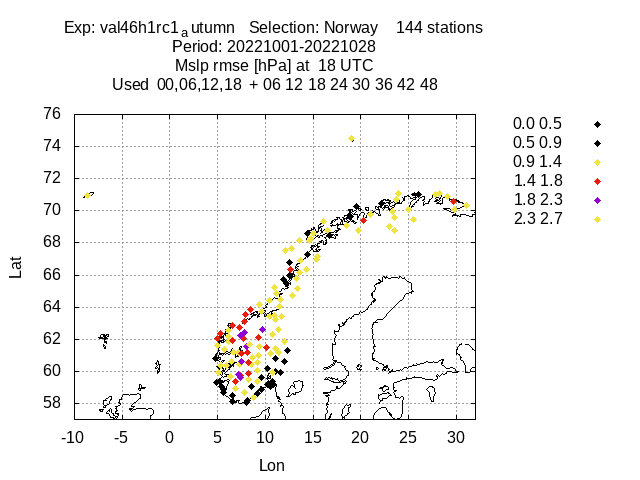 Exp: val46h1rc1autumn Selection: Norway 144 stations
Period: 20221001-20221028
Mslp rmse [hPa] at 18 UTC
Used 00,06,12,18 + 06 12 18 24 30 36 42 48
76
74
72
70
68
66
64
62
60
58
Lat
-10 -5 0 5 10 15 20 25 30
Lon
0.0 0.5
0.5 0.9
0.9 1.4
1.4 1.8
1.8 2.3
2.3 2.7